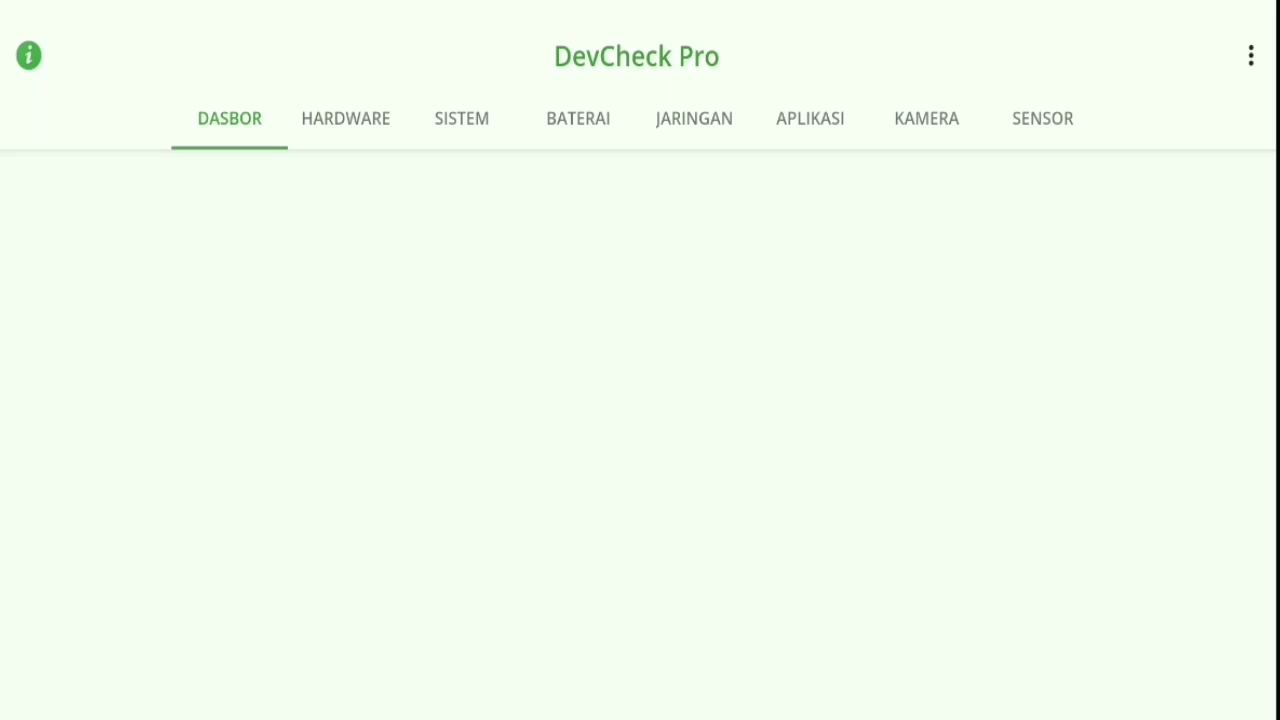 DevCheck Pro
DASBOR HARDWARE SISTEM BATERAI JARINGAN APLIKASI KAMERA SENSOR